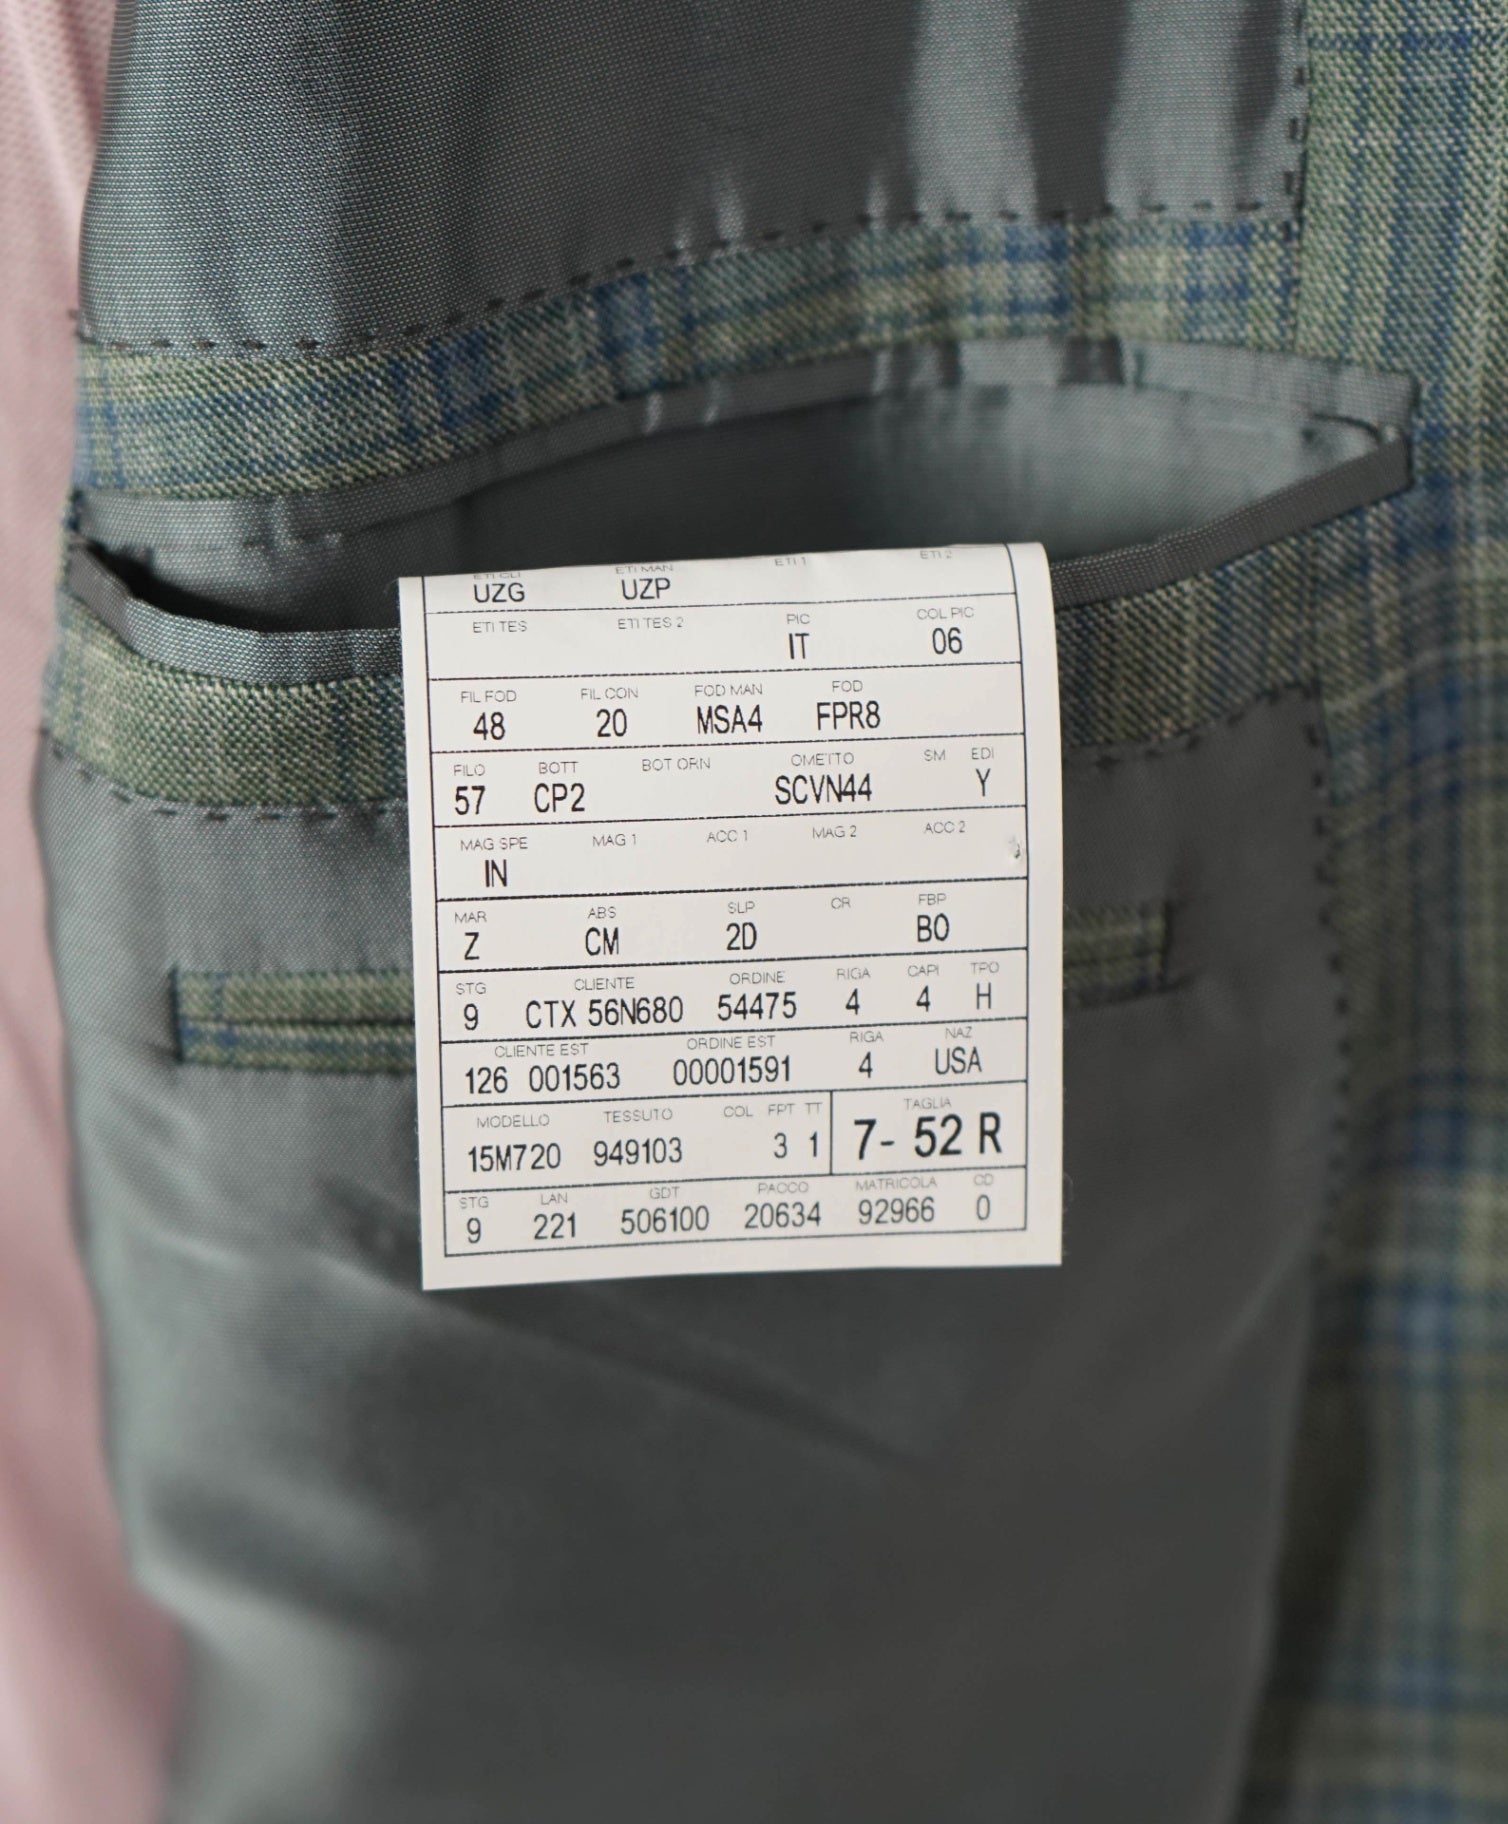 ETI CLI ETI MAN ETI 1 ETI 2
UZG UZP
ETI TES ETI TES 2 PIC COL PIC
IT 06
FIL FOD FIL CON FOD MAN FOD
48 20 MSA4 FPR8
FILO BOTT BOT ORN OMETTO SM EDI
57 CP2 SCVN44 Y
MAG SPE MAG 1 ACC 1 MAG 2 ACC 2
IN
MAR ABS SLP CR FBP
Z CM 2D BO
STG CLIENTE ORDINE RIGA CAPI TPO
9 CTX 56N680 54475 4 4 H
CLIENTE EST ORDINE EST RIGA NAZ
126 001563 00001591 4 USA
MODELLO TESSUTO COL FPT TT TAGLIA
15M720 949103 3 1 7- 52 R
STG LAN GDT PACCO MATRICOLA CD
9 221 506100 20634 92966 0